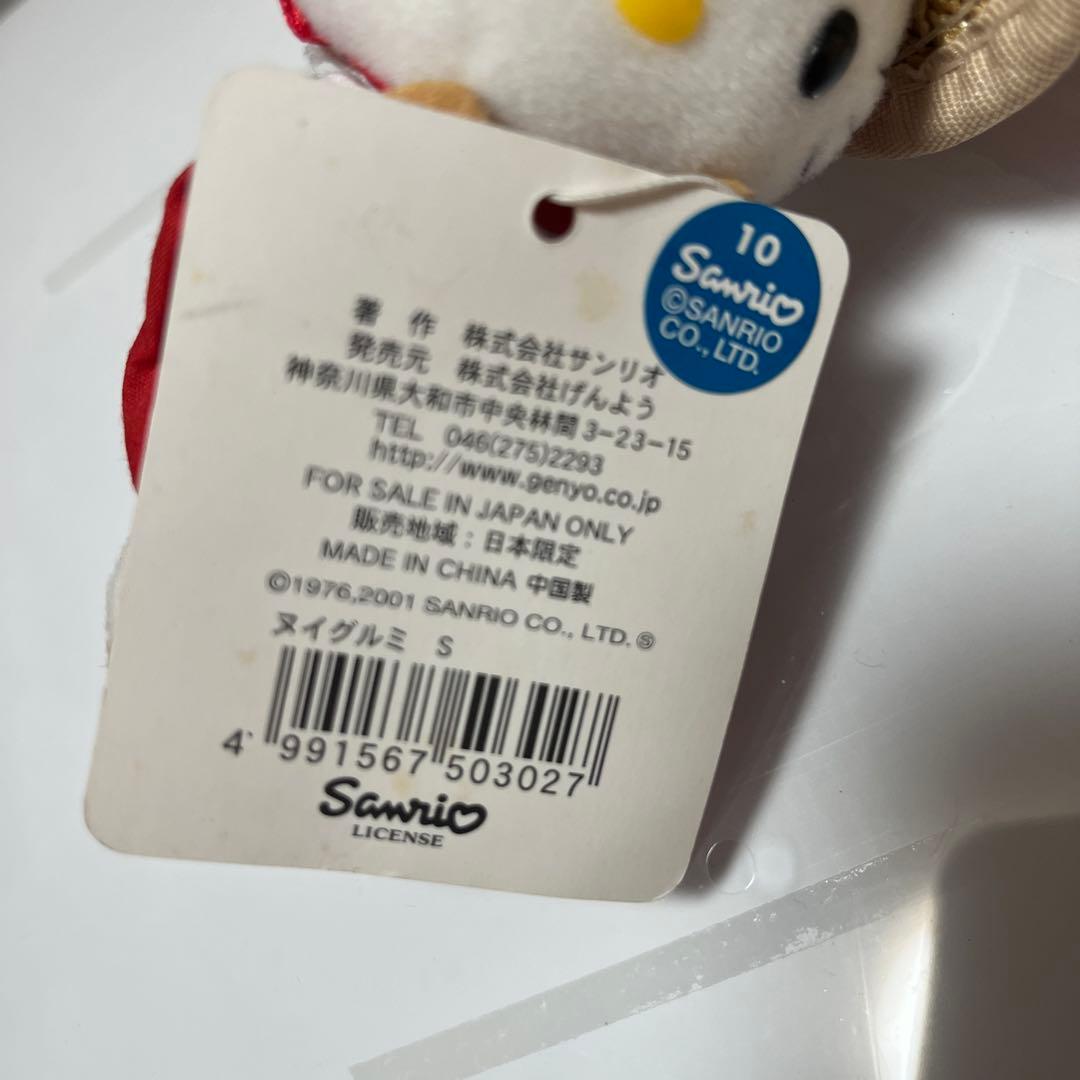 10
Sanrio
©SANRIO
CO., LTD.
著 作 株式会社サンリオ
発売元 株式会社げんよう
神奈川県大和市中央林間3-23-15
TEL 046(275)2293
http://www.genyo.co.jp
FOR SALE IN JAPAN ONLY
販売地域：日本限定
MADE IN CHINA 中国製
©1976,2001 SANRIO CO., LTD. Ⓢ
ヌイグルミ S
4 991567 503027
Sanrio
LICENSE